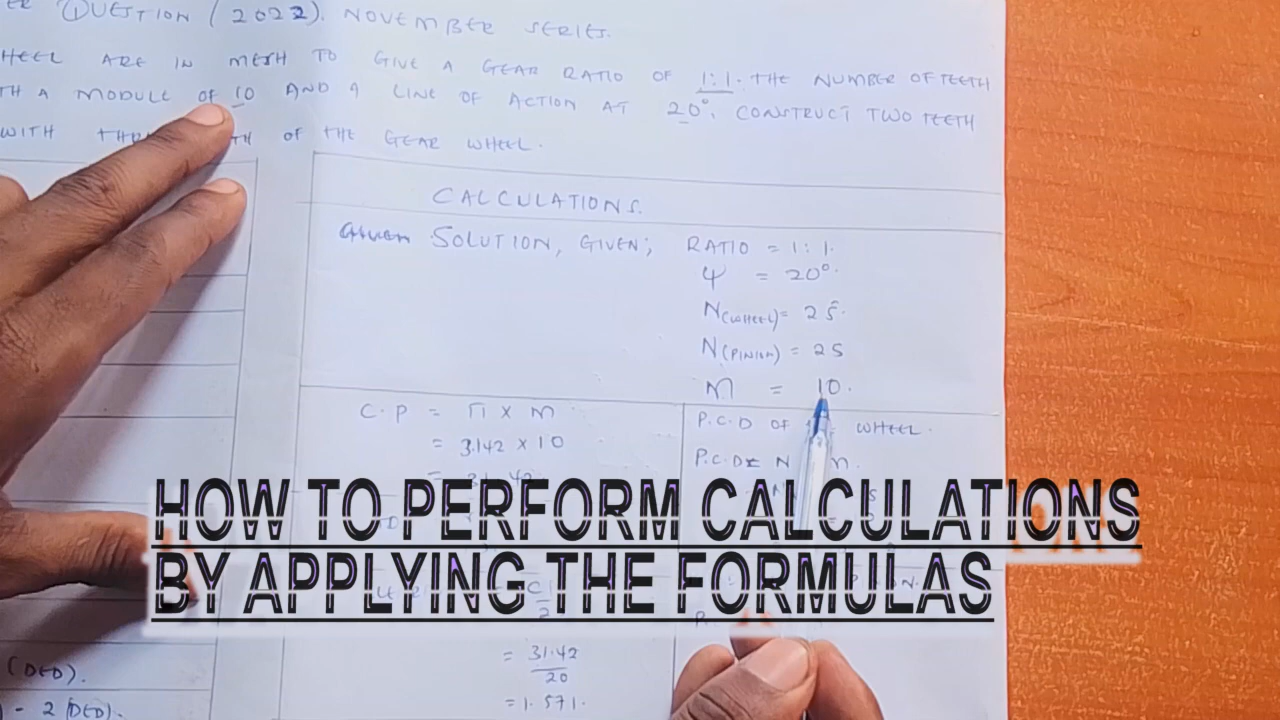 QUESTION (2022). NOVEMBER SERIES.
HEEL ARE IN MESH TO GIVE A GEAR RATIO OF 1:1. THE NUMBER OF TEETH
TH A MODULE OF 10 AND A LINE OF ACTION AT 20°. CONSTRUCT TWO TEETH
WITH OF THE GEAR WHEEL.
CALCULATIONS.
SOLUTION, GIVEN; RATIO = 1:1.
Ψ = 20°.
N(WHEEL) = 25.
N(PINION) = 25
M = 10.
C.P = Π X M
= 3.142 X 10
P.C.D OF WHEEL.
P.C.D = N
HOW TO PERFORM CALCULATIONS
BY APPLYING THE FORMULAS
= 31.42
20
= 1.571.
(DED).
- 2(DED).